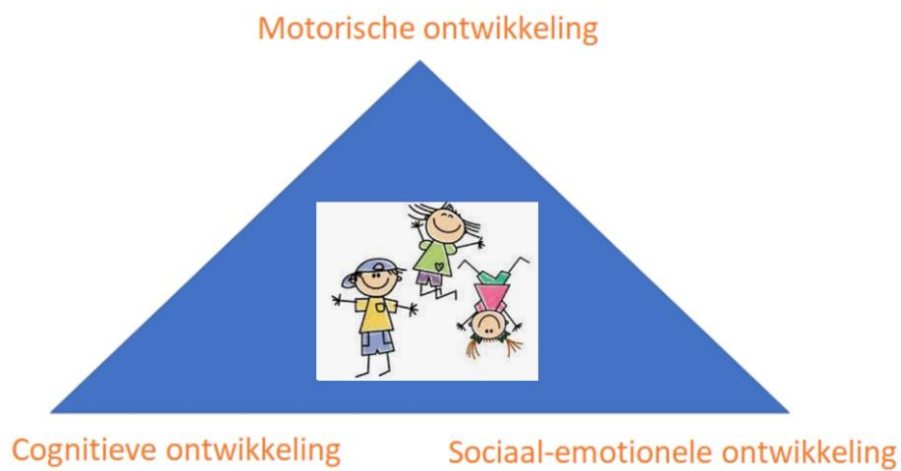 Motorische ontwikkeling
Cognitieve ontwikkeling
Sociaal-emotionele ontwikkeling